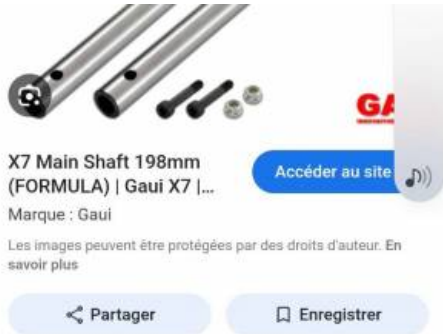 GA
X7 Main Shaft 198mm
(FORMULA) | Gaui X7 |...
Accéder au site
Marque : Gaui
Les images peuvent être protégées par des droits d'auteur. En
savoir plus
Partager
Enregistrer